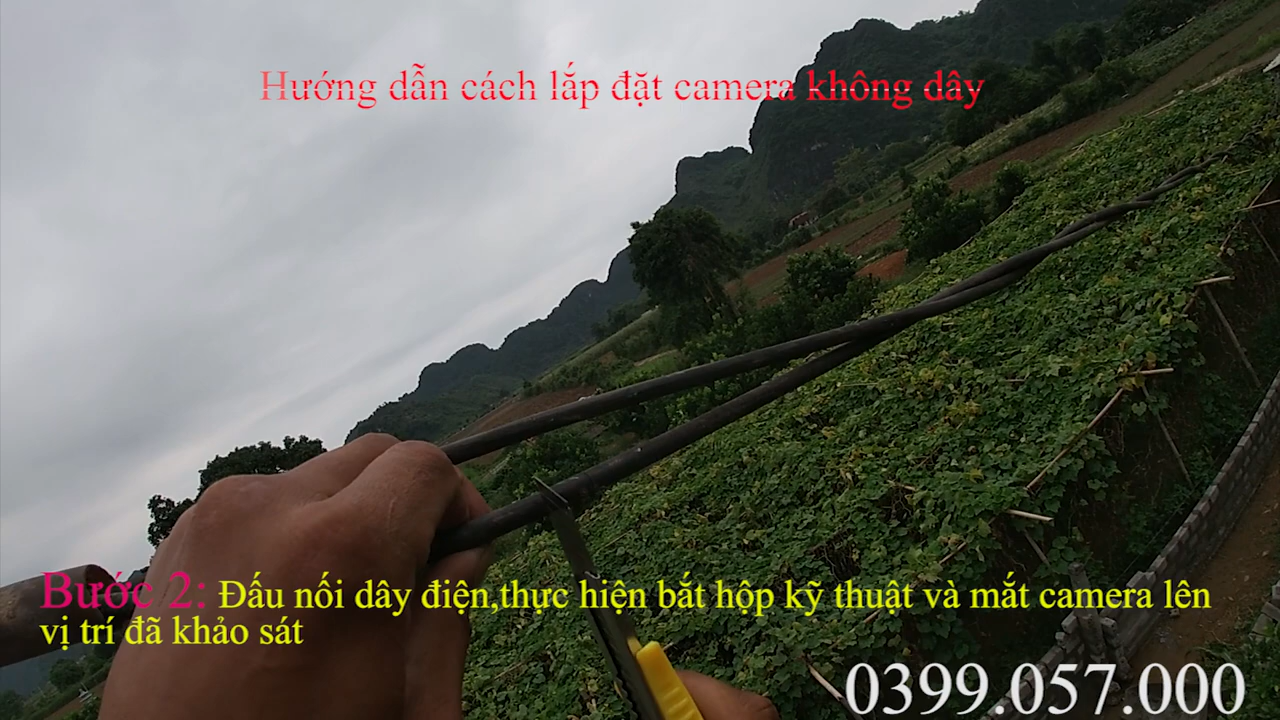 Hướng dẫn cách lắp đặt camera không dây
Bước 2: Đấu nối dây điện,thực hiện bắt hộp kỹ thuật và mắt camera lên
vị trí đã khảo sát
0399.057.000